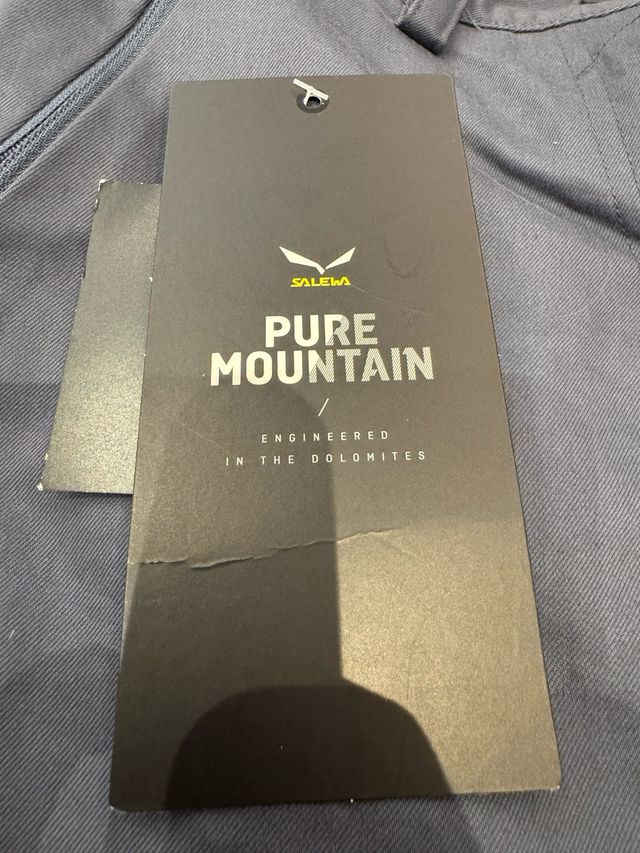 SALEWA
PURE
MOUNTAIN
/
ENGINEERED
IN THE DOLOMITES